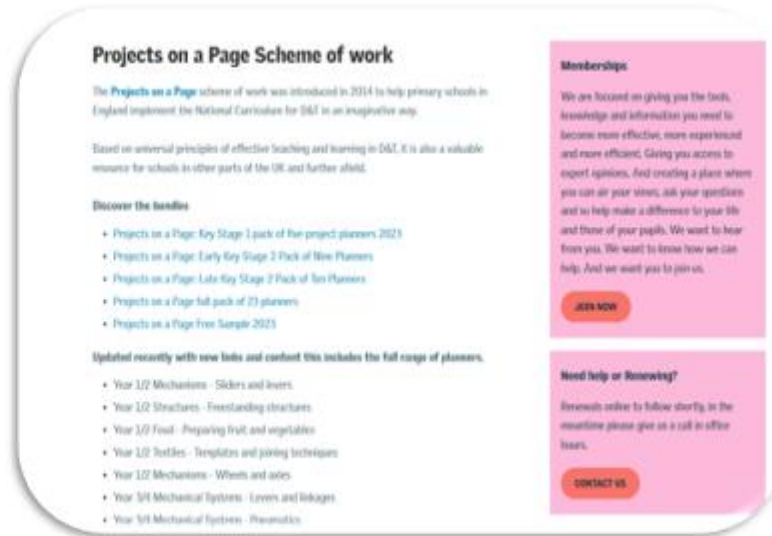 Projects on a Page Scheme of work
The Projects on a Page scheme of work was introduced in 2014 to help primary schools in
England implement the National Curriculum for D&T in an imaginative way.
Based on universal principles of effective teaching and learning in D&T, it is also a valuable
resource for schools in other parts of the UK and further afield.
Discover the bundles
• Projects on a Page: Key Stage 1 pack of five project planners 2023
• Projects on a Page: Early Key Stage 2 Pack of Nine Planners
• Projects on a Page: Late Key Stage 2 Pack of Ten Planners
• Projects on a Page full pack of 23 planners
• Projects on a Page Free Sample 2023
Updated recently with new links and content this includes the full range of planners.
• Year 1/2 Mechanisms - Sliders and levers
• Year 1/2 Structures - Freestanding structures
• Year 1/2 Food - Preparing fruit and vegetables
• Year 1/2 Textiles - Templates and joining techniques
• Year 1/2 Mechanisms - Wheels and axles
• Year 3/4 Mechanical Systems - Levers and linkages
• Year 3/4 Mechanical Systems - Pneumatics
Memberships
We are focused on giving you the tools,
knowledge and information you need to
become more effective, more experienced
and more efficient. Giving you access to
expert opinions. And creating a place where
you can air your views, ask your questions
and so help make a difference to your life
and those of your pupils. We want to hear
from you. We want to know how we can
help. And we want you to join us.
JOIN NOW
Need help or Renewing?
Renewals online to follow shortly, in the
meantime please give us a call in office
hours.
CONTACT US